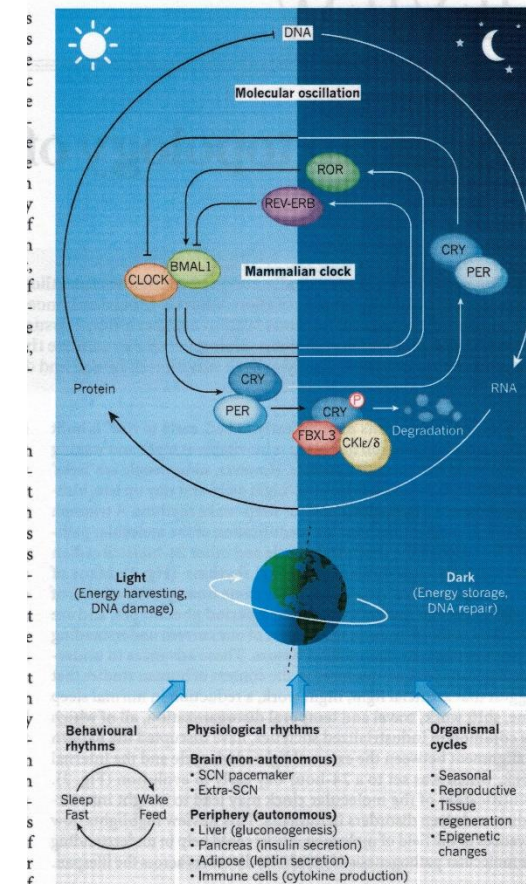 DNA
Molecular oscillation
ROR
REV-ERB
CRY
PER
BMAL1
CLOCK
Mammalian clock
CRY
PER
P
CRY
FBXL3
CKIε/δ
Degradation
Protein
RNA
Light
(Energy harvesting,
DNA damage)
Dark
(Energy storage,
DNA repair)
Behavioural
rhythms
Sleep
Fast
Wake
Feed
Physiological rhythms
Brain (non-autonomous)
• SCN pacemaker
• Extra-SCN
Periphery (autonomous)
• Liver (gluconeogenesis)
• Pancreas (insulin secretion)
• Adipose (leptin secretion)
• Immune cells (cytokine production)
Organismal
cycles
• Seasonal
• Reproductive
• Tissue
regeneration
• Epigenetic
changes